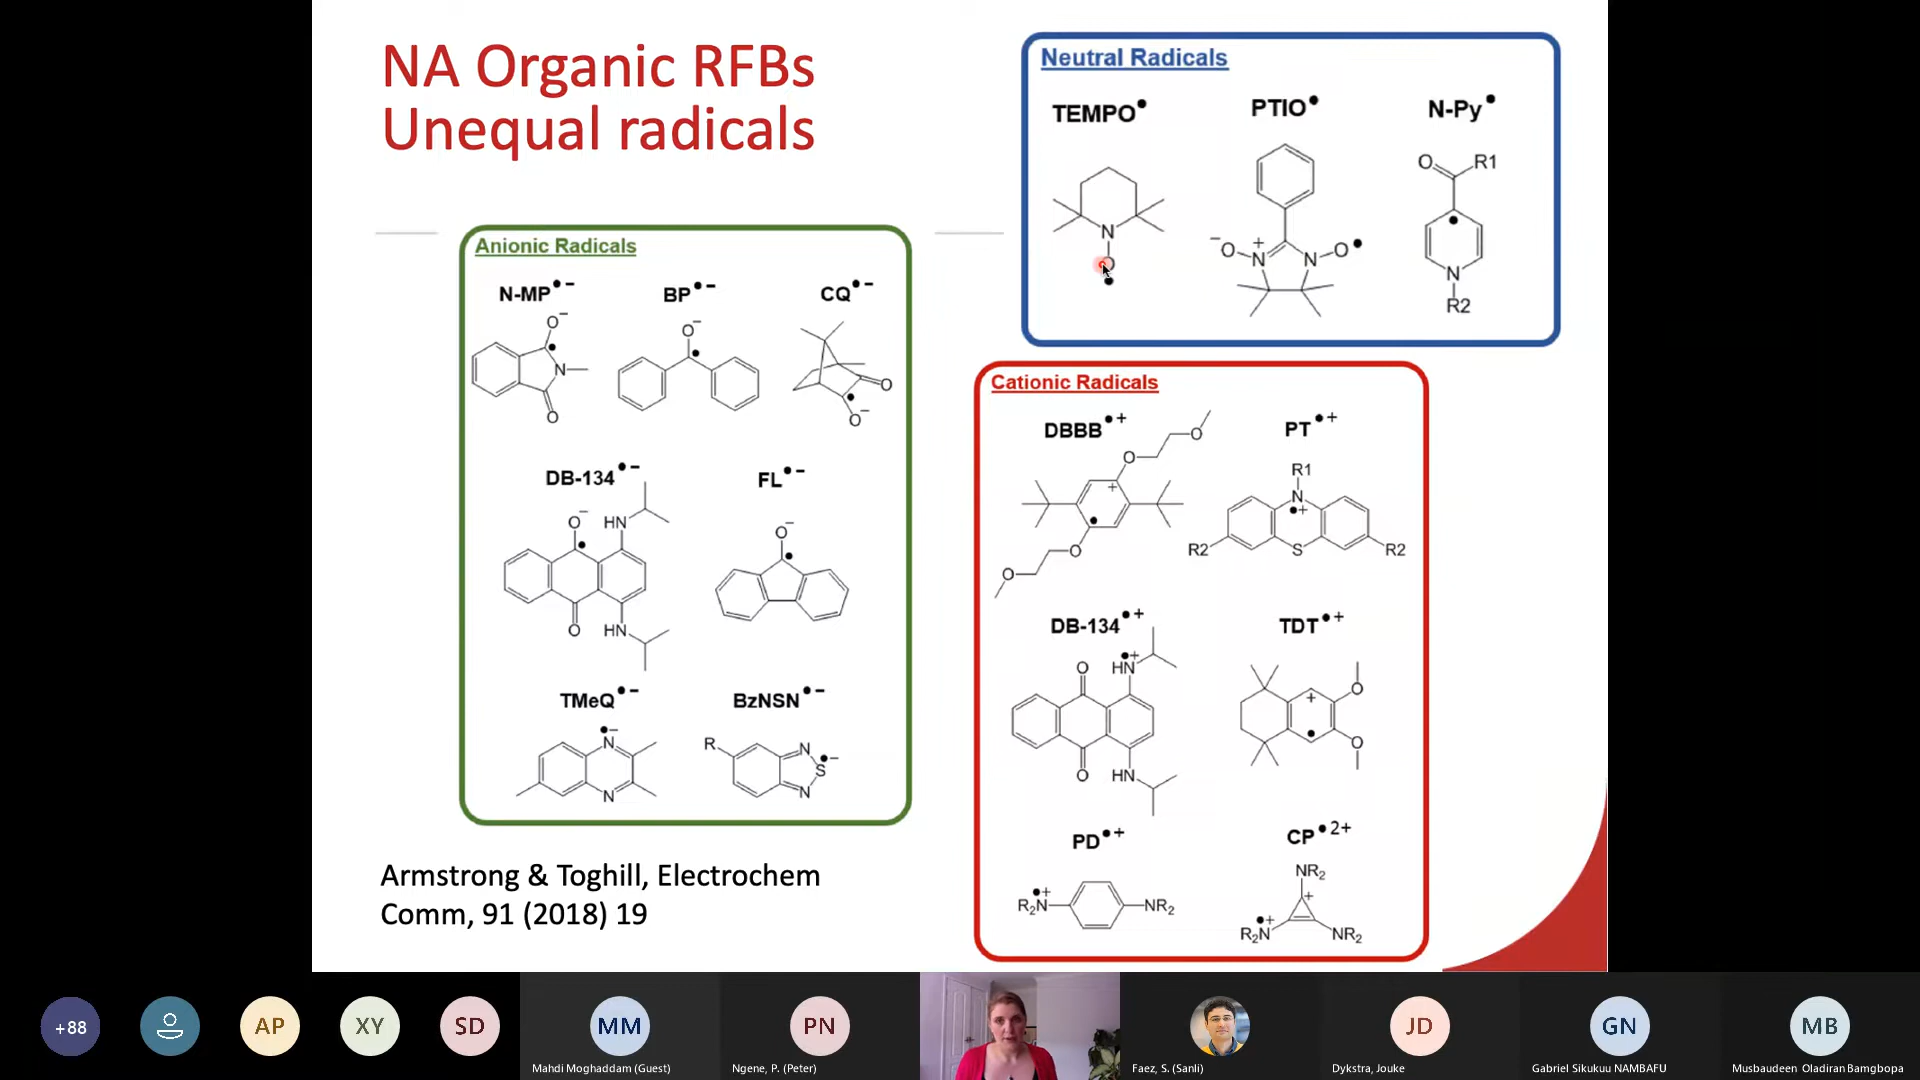 NA Organic RFBs
Unequal radicals
Neutral Radicals
TEMPO•
PTIO•
N-Py•
N
O
•
−O
+
N
N
O•
O
R1
•
N
R2
Anionic Radicals
N-MP•−
BP•−
CQ•−
O−
•
N
O
O−
•
O
•
O−
DB-134•−
FL•−
O−
•
HN
O
HN
O−
•
TMeQ•−
BzNSN•−
•−
N
N
R
N
S•−
N
Cationic Radicals
DBBB•+
PT•+
O
O
+
•
O
O
R1
N
•+
R2
S
R2
DB-134•+
TDT•+
O
•+
HN
O
HN
+
O
•
O
PD•+
CP•2+
•+
R2N
NR2
NR2
+
•+
R2N
NR2
Armstrong & Toghill, Electrochem
Comm, 91 (2018) 19
+88
AP
XY
SD
MM
PN
JD
GN
MB
Mahdi Moghaddam (Guest)
Ngene, P. (Peter)
Faez, S. (Sanli)
Dykstra, Jouke
Gabriel Sikukuu NAMBAFU
Musbaudeen Oladiran Bamgbopa